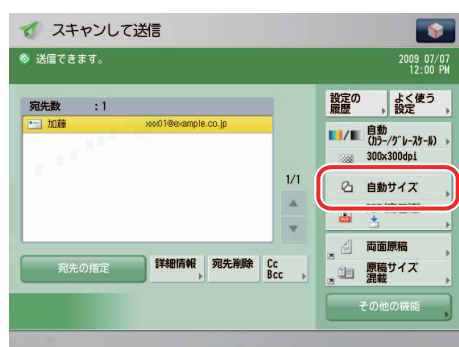 スキャンして送信
送信できます。
2009 07/07
12:00 PM
宛先数 :1
加藤 xxx01@example.co.jp
1/1
宛先の指定
詳細情報
宛先削除
Cc
Bcc
設定の
履歴
よく使う
設定
自動
(カラー/グレースケール)
300x300dpi
自動サイズ
両面原稿
原稿サイズ
混載
その他の機能